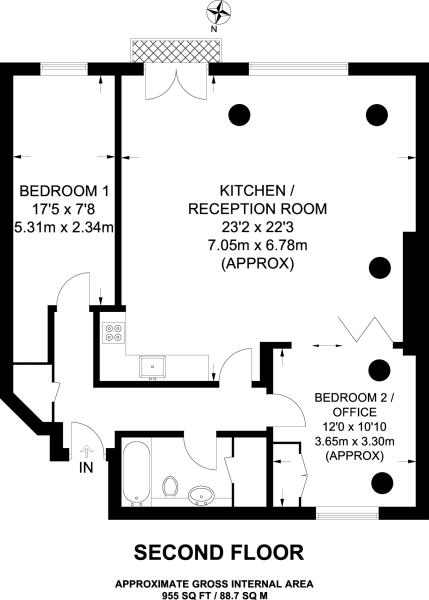 N
BEDROOM 1
17'5 x 7'8
5.31m x 2.34m
KITCHEN /
RECEPTION ROOM
23'2 x 22'3
7.05m x 6.78m
(APPROX)
BEDROOM 2 /
OFFICE
12'0 x 10'10
3.65m x 3.30m
(APPROX)
IN
SECOND FLOOR
APPROXIMATE GROSS INTERNAL AREA
955 SQ FT / 88.7 SQ M